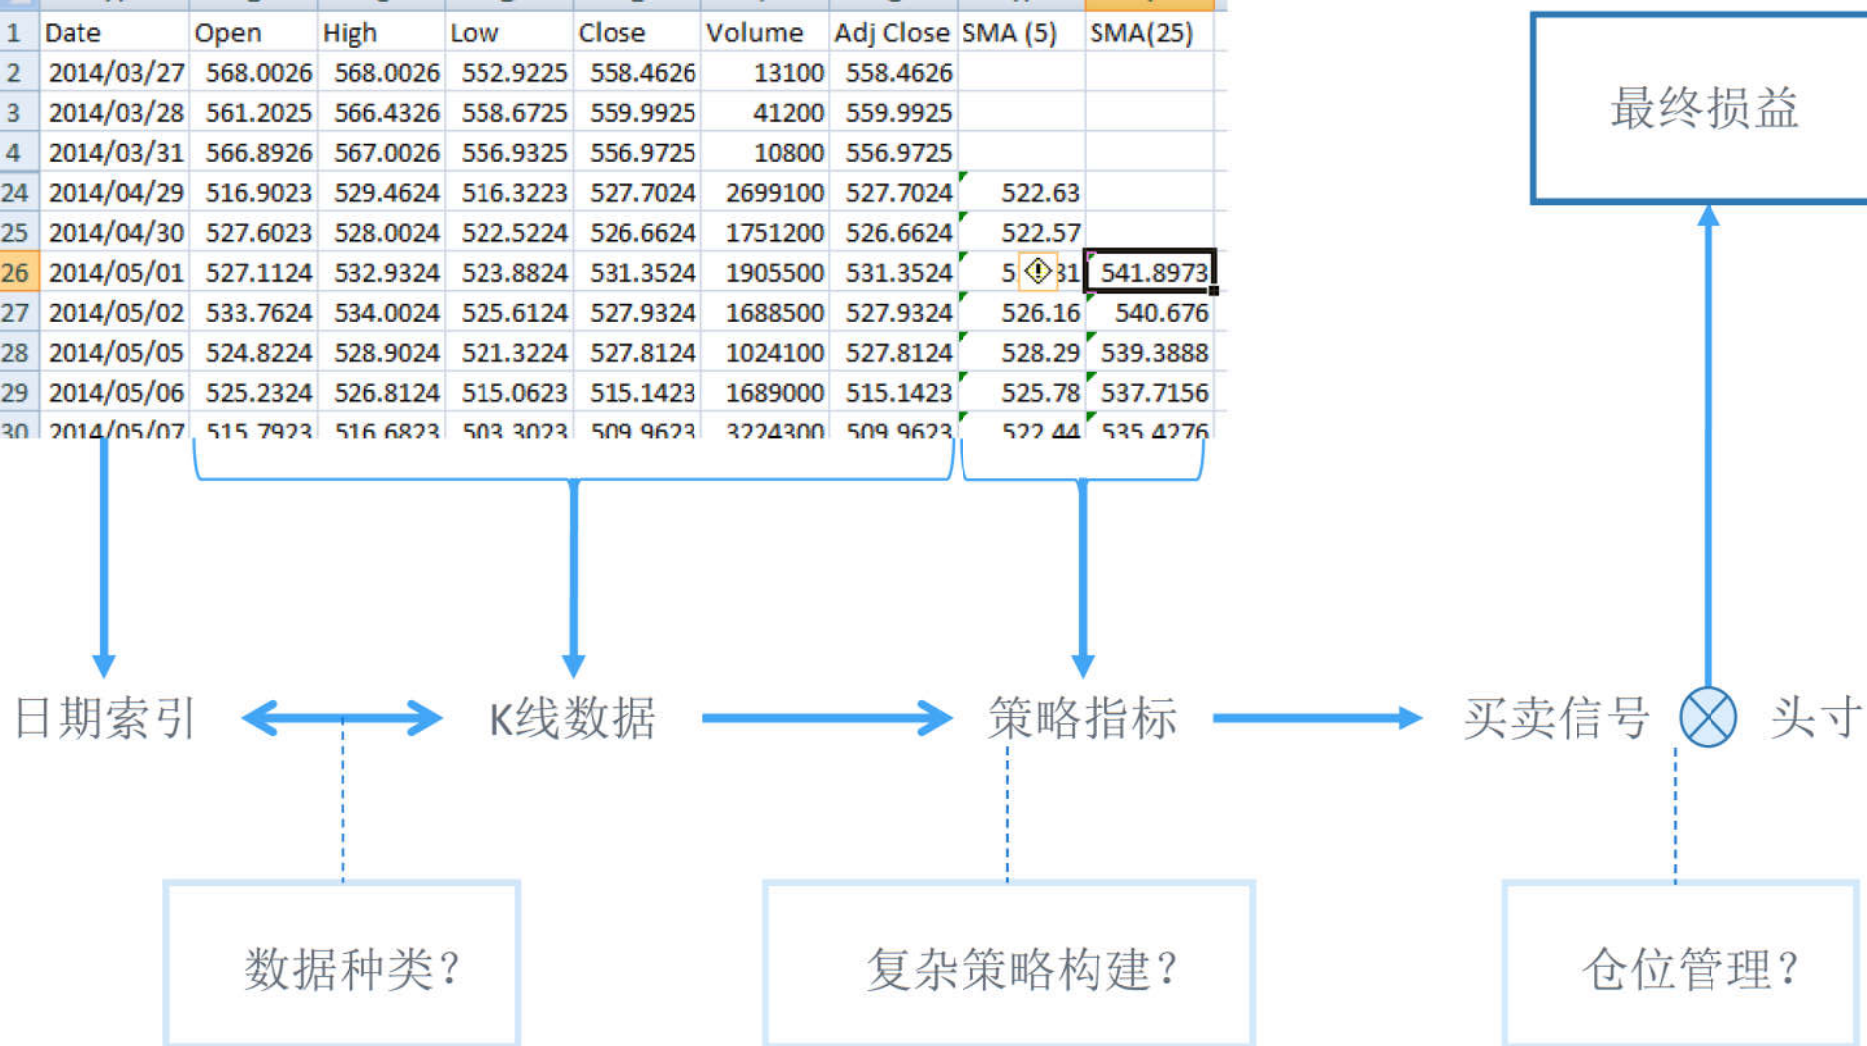 1 Date Open High Low Close Volume Adj Close SMA (5) SMA(25)
2 2014/03/27 568.0026 568.0026 552.9225 558.4626 13100 558.4626
3 2014/03/28 561.2025 566.4326 558.6725 559.9925 41200 559.9925
4 2014/03/31 566.8926 567.0026 556.9325 556.9725 10800 556.9725
24 2014/04/29 516.9023 529.4624 516.3223 527.7024 2699100 527.7024 522.63
25 2014/04/30 527.6023 528.0024 522.5224 526.6624 1751200 526.6624 522.57
26 2014/05/01 527.1124 532.9324 523.8824 531.3524 1905500 531.3524 541.8973
27 2014/05/02 533.7624 534.0024 525.6124 527.9324 1688500 527.9324 526.16 540.676
28 2014/05/05 524.8224 528.9024 521.3224 527.8124 1024100 527.8124 528.29 539.3888
29 2014/05/06 525.2324 526.8124 515.0623 515.1423 1689000 515.1423 525.78 537.7156
30 2014/05/07 515.7923 516.6823 503.3023 509.9623 3224300 509.9623 522.44 535.4276
最终损益
日期索引 K线数据 策略指标 买卖信号 头寸
数据种类？ 复杂策略构建？ 仓位管理？